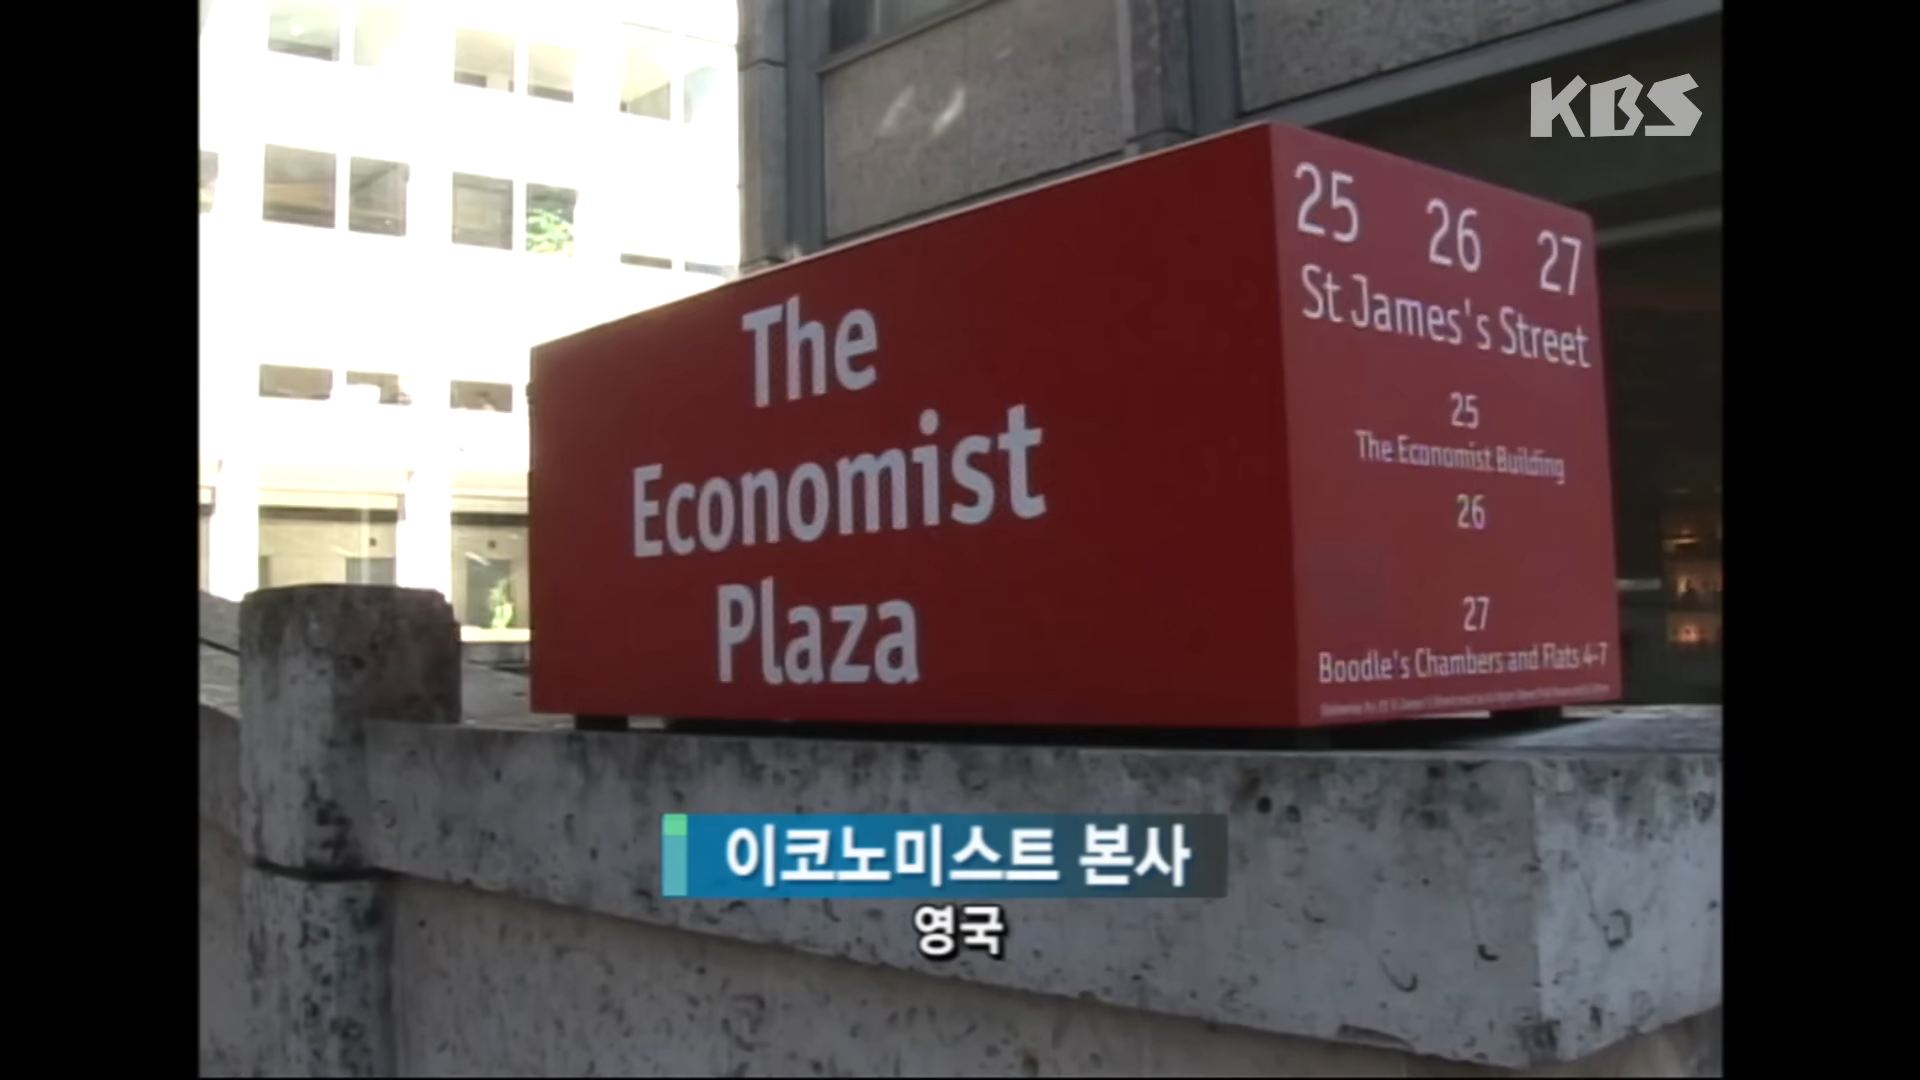 KBS
The
Economist
Plaza
25 26 27
St James's Street
25
The Economist Building
26
27
Boodle's Chambers and Flats 4-7
이코노미스트 본사
영국